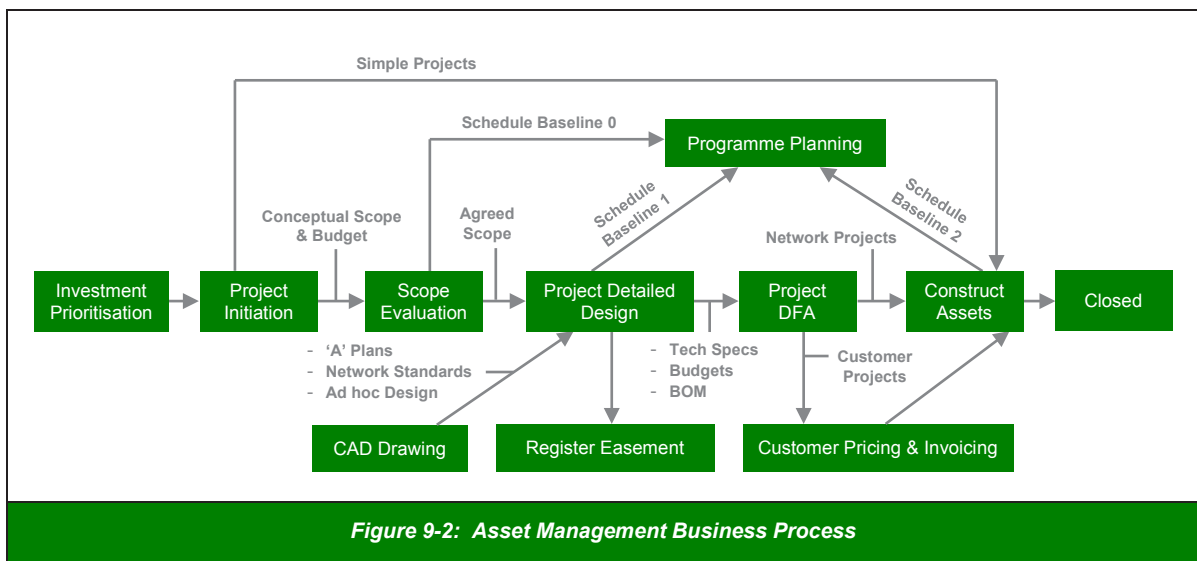 Simple Projects
Schedule Baseline 0
Programme Planning
Schedule
Baseline 1
Schedule
Baseline 2
Conceptual Scope
& Budget
Agreed
Scope
Network Projects
Investment
Prioritisation
Project
Initiation
Scope
Evaluation
Project Detailed
Design
Project
DFA
Construct
Assets
Closed
- 'A' Plans
- Network Standards
- Ad hoc Design
- Tech Specs
- Budgets
- BOM
Customer
Projects
CAD Drawing
Register Easement
Customer Pricing & Invoicing
Figure 9-2: Asset Management Business Process